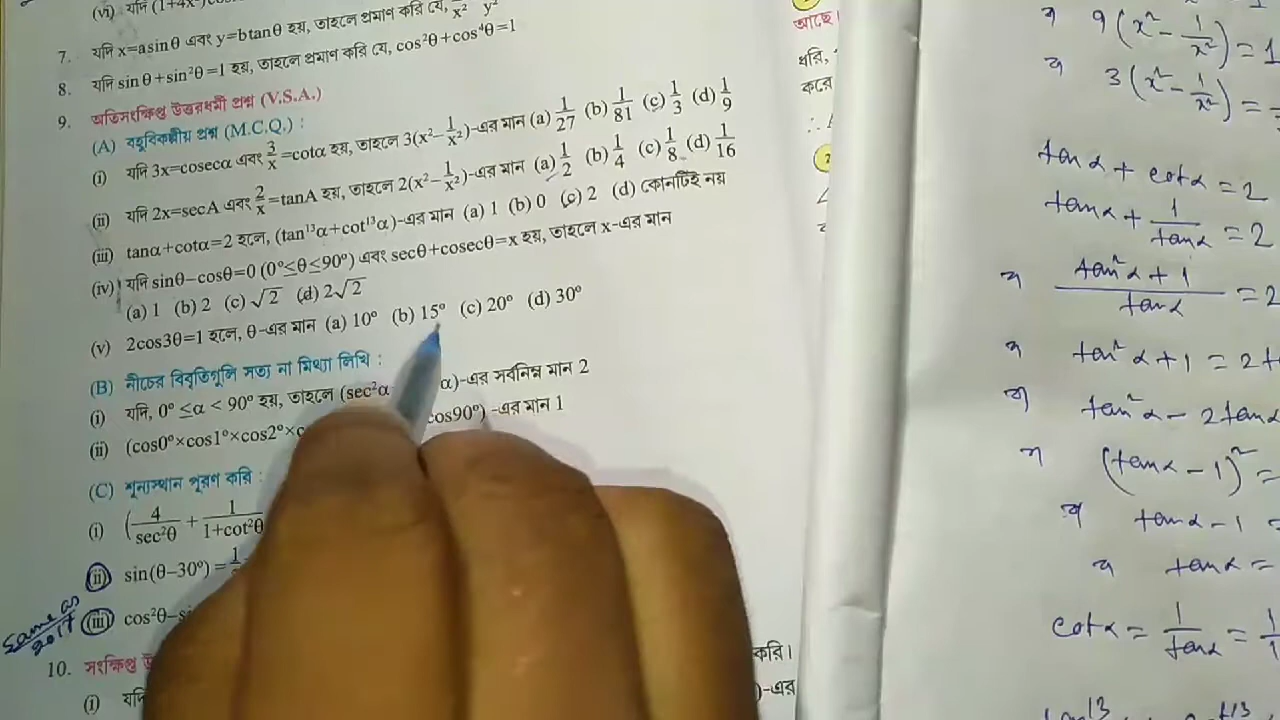 (vi) যদি (1+4x²)cos
7. যদি x=asinθ এবং y=btanθ হয়, তাহলে প্রমাণ করি যে, x² y²
8. যদি sinθ+sin²θ=1 হয়, তাহলে প্রমাণ করি যে, cos²θ+cos⁴θ=1
9. অতিসংক্ষিপ্ত উত্তরধর্মী প্রশ্ন (V.S.A.)
(A) বহুবিকল্পীয় প্রশ্ন (M.C.Q.) :
(i) যদি 3x=cosecα এবং 3/x=cotα হয়, তাহলে 3(x²−1/x²)-এর মান (a) 1/27 (b) 1/81 (c) 1/3 (d) 1/9
(ii) যদি 2x=secA এবং 2/x=tanA হয়, তাহলে 2(x²−1/x²)-এর মান (a) 1/2 (b) 1/4 (c) 1/8 (d) 1/16
(iii) tanα+cotα=2 হলে, (tan¹³α+cot¹³α)-এর মান (a) 1 (b) 0 (c) 2 (d) কোনটিই নয়
(iv) যদি sinθ−cosθ=0 (0°≤θ≤90°) এবং secθ+cosecθ=x হয়, তাহলে x-এর মান
(a) 1 (b) 2 (c) √2 (d) 2√2
(v) 2cos3θ=1 হলে, θ-এর মান (a) 10° (b) 15° (c) 20° (d) 30°
(B) নীচের বিবৃতিগুলি সত্য না মিথ্যা লিখি :
(i) যদি, 0° ≤α < 90° হয়, তাহলে (sec²α α)-এর সর্বনিম্ন মান 2
(ii) (cos0°×cos1°×cos2°×c cos90°) -এর মান 1
(C) শূন্যস্থান পূরণ করি :
(i) (4/sec²θ + 1/1+cot²θ
(ii) sin(θ−30°)=1
(iii) cos²θ−si
Same as 2017
10. সংক্ষিপ্ত উ
(i) যদি
করি।
)-এর
আছে।
ধরি,
করে
∴
9(x²−1/x²)=1
3(x²−1/x²)=
tanα + cotα = 2
tanα + 1/tanα = 2
tan²α+1/tanα = 2
tan²α+1 = 2t
tan²α − 2tanα
(tanα−1)² =
tanα−1 =
tanα =
cotα = 1/tanα = 1/1